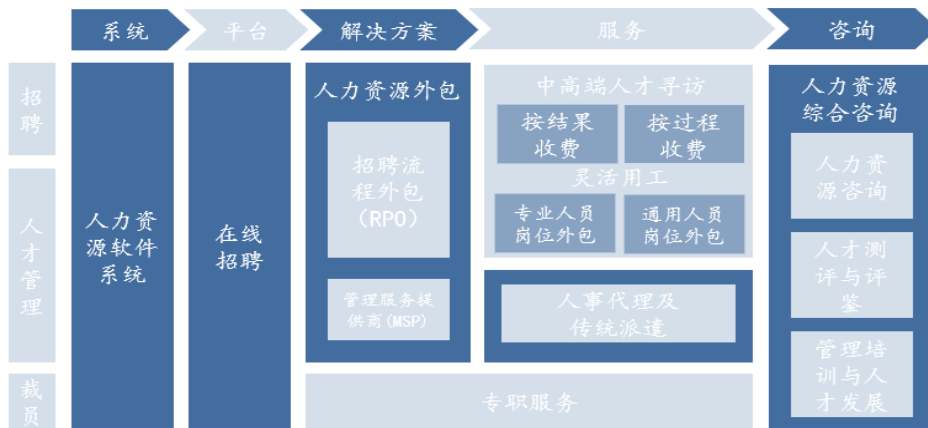 系统
平台
解决方案
服务
咨询
招
聘
人
才
管
理
裁
员
人力资
源软件
系统
在线
招聘
人力资源外包
招聘流
程外包
(RPO)
管理服务提
供商(MSP)
中高端人才寻访
按结果
收费
按过程
收费
灵活用工
专业人员
岗位外包
通用人员
岗位外包
人事代理及
传统派遣
专职服务
人力资源
综合咨询
人力资
源咨询
人才测
评与评
鉴
管理培
训与人
才发展